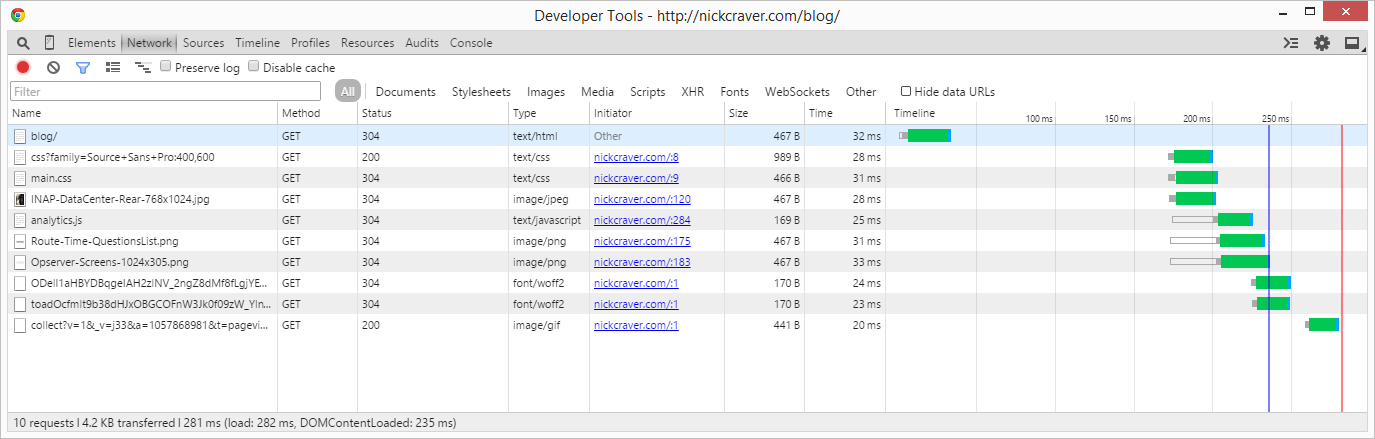 Developer Tools - http://nickcraver.com/blog/
Elements Network Sources Timeline Profiles Resources Audits Console
Preserve log Disable cache
Filter All Documents Stylesheets Images Media Scripts XHR Fonts WebSockets Other Hide data URLs
Name Method Status Type Initiator Size Time Timeline 100 ms 150 ms 200 ms 250 ms
blog/ GET 304 text/html Other 467 B 32 ms
css?family=Source+Sans+Pro:400,600 GET 200 text/css nickcraver.com/:8 989 B 28 ms
main.css GET 304 text/css nickcraver.com/:9 466 B 31 ms
INAP-DataCenter-Rear-768x1024.jpg GET 304 image/jpeg nickcraver.com/:120 467 B 28 ms
analytics.js GET 304 text/javascript nickcraver.com/:284 169 B 25 ms
Route-Time-QuestionsList.png GET 304 image/png nickcraver.com/:175 467 B 31 ms
Opserver-Screens-1024x305.png GET 304 image/png nickcraver.com/:183 467 B 33 ms
GET 304 font/woff2 nickcraver.com/:1 170 B 24 ms
GET 304 font/woff2 nickcraver.com/:1 170 B 23 ms
collect?v=1&_v=j33&a=1057868981&t=pagevi... GET 200 image/gif nickcraver.com/:1 441 B 20 ms
10 requests | 4.2 KB transferred | 281 ms (load: 282 ms, DOMContentLoaded: 235 ms)